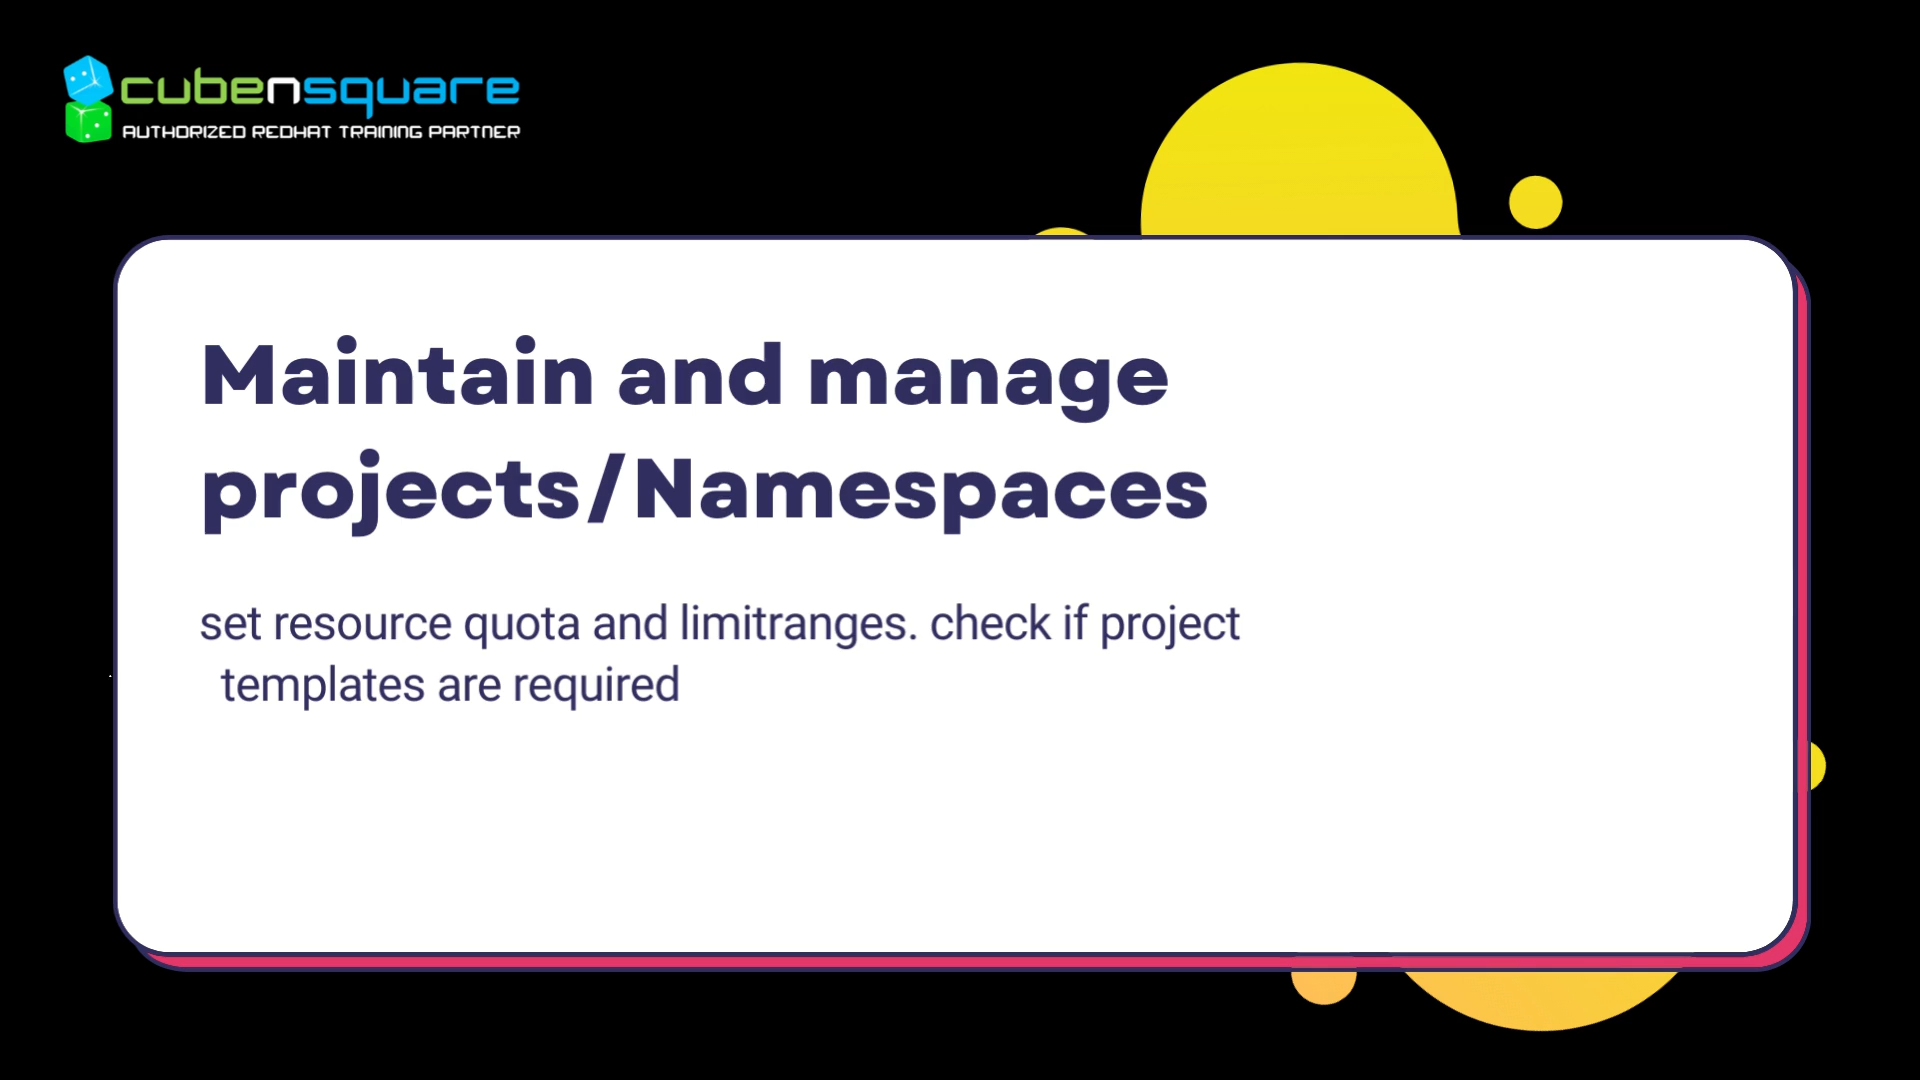 cubensquare
AUTHORIZED REDHAT TRAINING PARTNER
Maintain and manage
projects/Namespaces
set resource quota and limitranges. check if project
templates are required